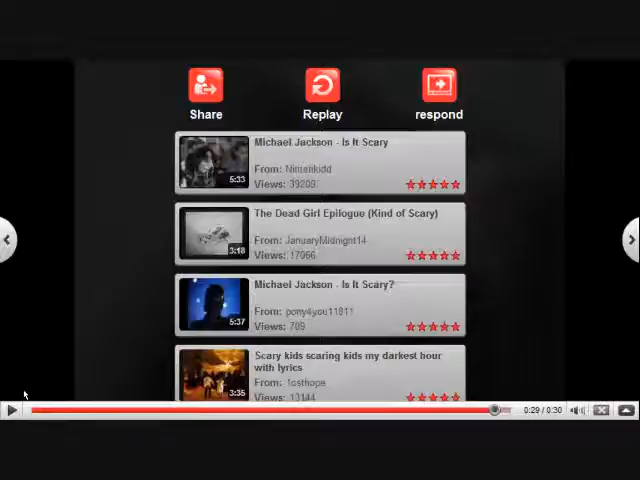 Share Replay respond
Michael Jackson - Is It Scary
From: Nintenkidd
Views: 39209
5:33
The Dead Girl Epilogue (Kind of Scary)
From: JanuaryMidnight14
Views: 17066
3:18
Michael Jackson - Is It Scary?
From: pony4you11811
Views: 709
5:37
Scary kids scaring kids my darkest hour
with lyrics
From: 1osthope
Views: 13144
3:35
0:29 / 0:30